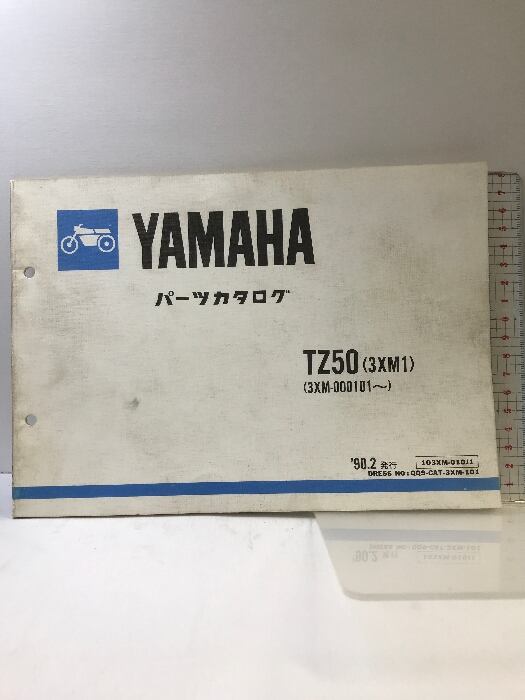 YAMAHA
パーツカタログ
TZ50 (3XM1)
(3XM-000101〜)
'90.2 発行
103XM-010J1
DRESS NO: QQS-CAT-3XM-101